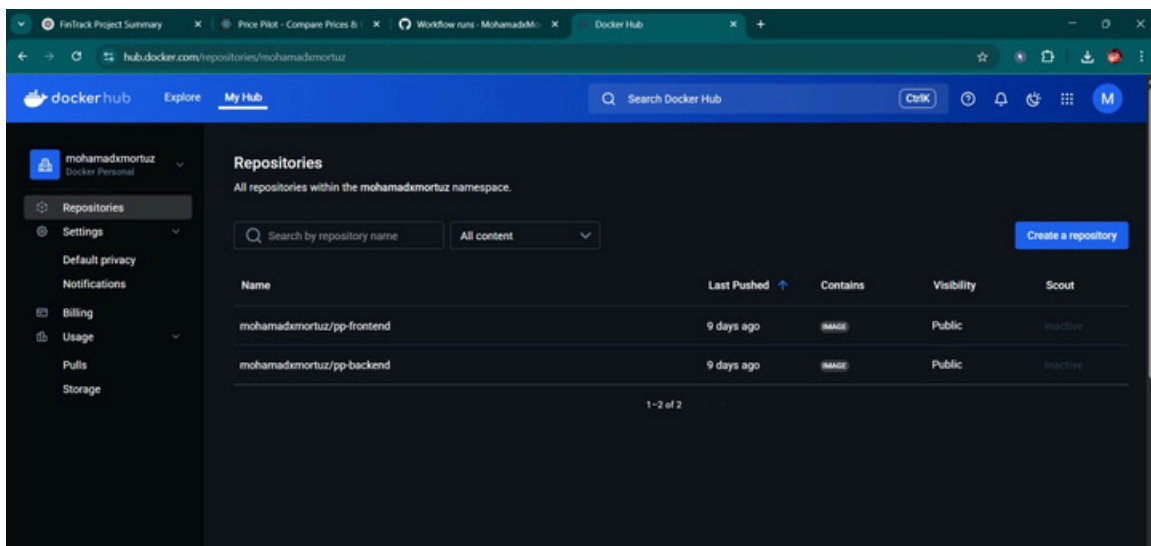 FinTrack Project Summary
Price Pilot - Compare Prices &
Workflow runs · MohamadxMo
Docker Hub
hub.docker.com/repositories/mohamadxmortuz
dockerhub Explore My Hub Search Docker Hub CtrlK M
mohamadxmortuz
Docker Personal
Repositories
Settings
Default privacy
Notifications
Billing
Usage
Pulls
Storage
Repositories
All repositories within the mohamadxmortuz namespace.
Search by repository name All content Create a repository
Name Last Pushed Contains Visibility Scout
mohamadxmortuz/pp-frontend 9 days ago IMAGE Public Inactive
mohamadxmortuz/pp-backend 9 days ago IMAGE Public Inactive
1-2 of 2